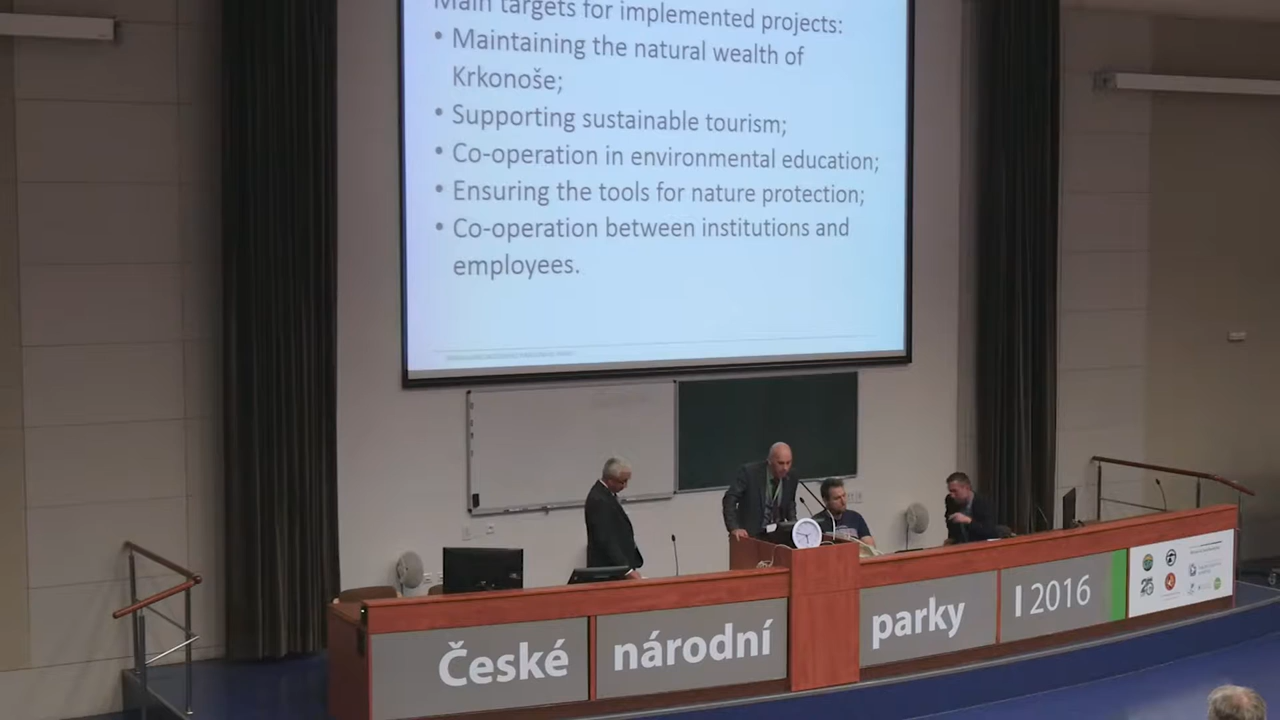 Main targets for implemented projects:
• Maintaining the natural wealth of
Krkonoše;
• Supporting sustainable tourism;
• Co-operation in environmental education;
• Ensuring the tools for nature protection;
• Co-operation between institutions and
employees.
České národní parky | 2016
25